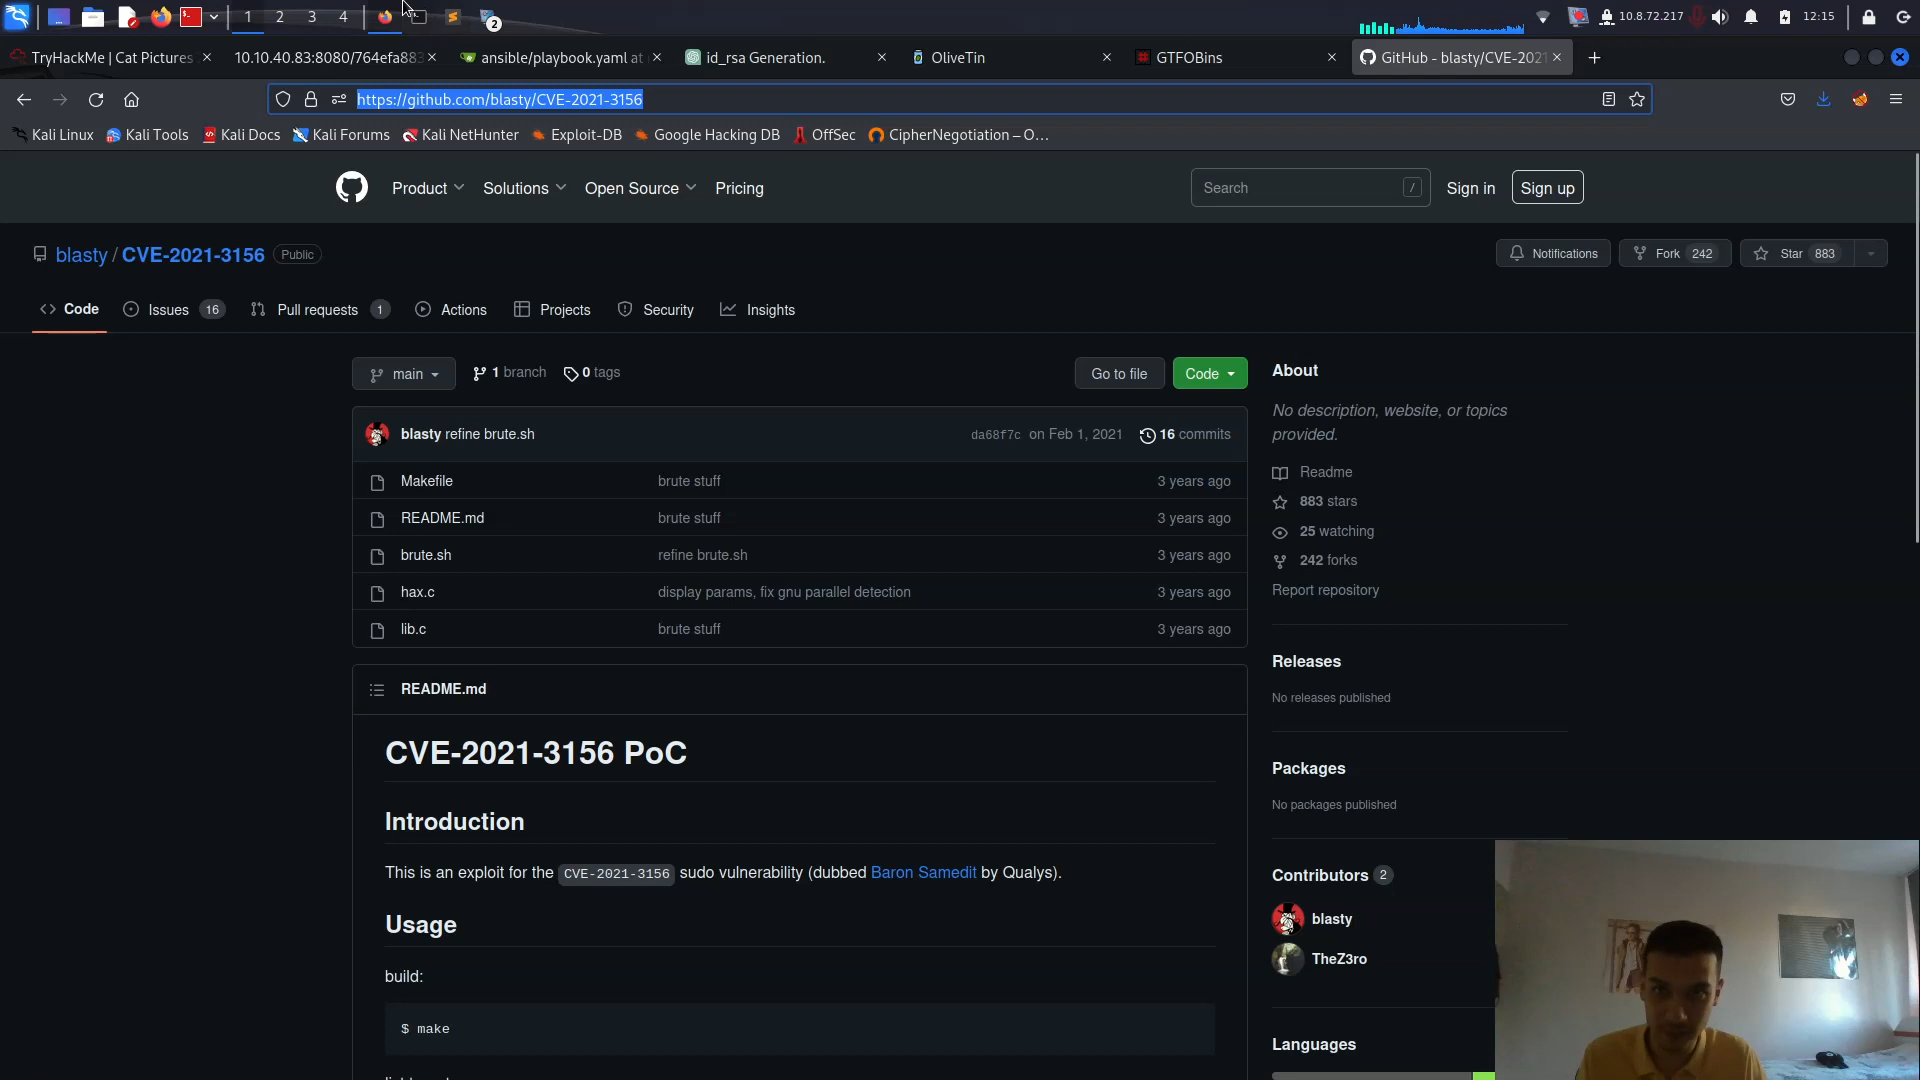 1 2 3 4 2 10.8.72.217 12:15
TryHackMe | Cat Pictures 10.10.40.83:8080/764efa883 ansible/playbook.yaml at id_rsa Generation. OliveTin GTFOBins GitHub - blasty/CVE-2021
https://github.com/blasty/CVE-2021-3156
Kali Linux Kali Tools Kali Docs Kali Forums Kali NetHunter Exploit-DB Google Hacking DB OffSec CipherNegotiation – O…
Product Solutions Open Source Pricing Search / Sign in Sign up
blasty / CVE-2021-3156 Public Notifications Fork 242 Star 883
Code Issues 16 Pull requests 1 Actions Projects Security Insights
main 1 branch 0 tags Go to file Code
blasty refine brute.sh da68f7c on Feb 1, 2021 16 commits
Makefile brute stuff 3 years ago
README.md brute stuff 3 years ago
brute.sh refine brute.sh 3 years ago
hax.c display params, fix gnu parallel detection 3 years ago
lib.c brute stuff 3 years ago
README.md
CVE-2021-3156 PoC
Introduction
This is an exploit for the CVE-2021-3156 sudo vulnerability (dubbed Baron Samedit by Qualys).
Usage
build:
$ make
About
No description, website, or topics
provided.
Readme
883 stars
25 watching
242 forks
Report repository
Releases
No releases published
Packages
No packages published
Contributors 2
blasty
TheZ3ro
Languages